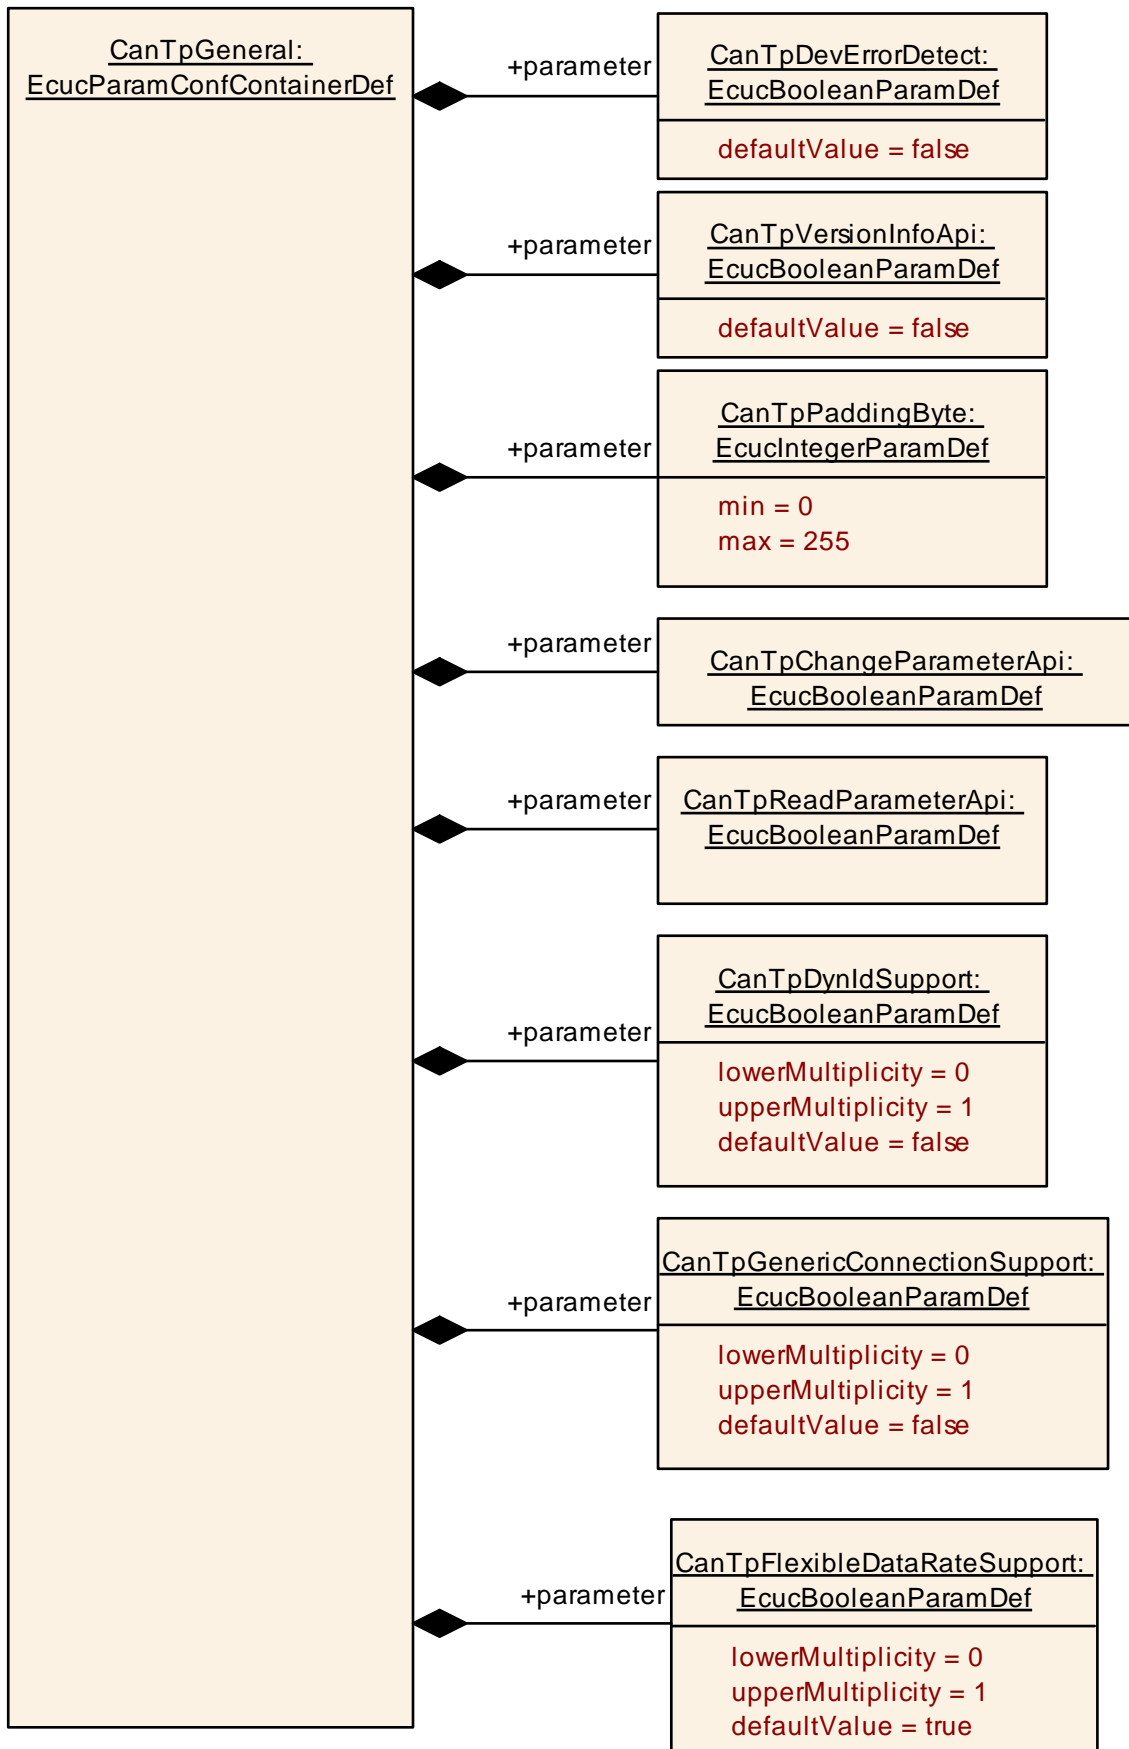 CanTpGeneral:
EcucParamConfContainerDef
+parameter
CanTpDevErrorDetect:
EcucBooleanParamDef
defaultValue = false
+parameter
CanTpVersionInfoApi:
EcucBooleanParamDef
defaultValue = false
+parameter
CanTpPaddingByte:
EcucIntegerParamDef
min = 0
max = 255
+parameter
CanTpChangeParameterApi:
EcucBooleanParamDef
+parameter
CanTpReadParameterApi:
EcucBooleanParamDef
+parameter
CanTpDynIdSupport:
EcucBooleanParamDef
lowerMultiplicity = 0
upperMultiplicity = 1
defaultValue = false
+parameter
CanTpGenericConnectionSupport:
EcucBooleanParamDef
lowerMultiplicity = 0
upperMultiplicity = 1
defaultValue = false
+parameter
CanTpFlexibleDataRateSupport:
EcucBooleanParamDef
lowerMultiplicity = 0
upperMultiplicity = 1
defaultValue = true